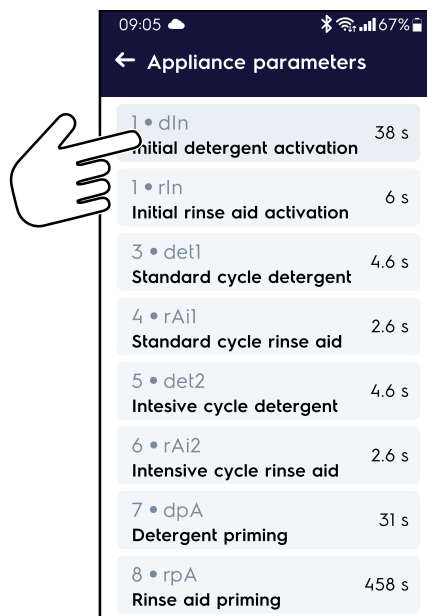 09:05 67%
← Appliance parameters
1 • dIn
Initial detergent activation 38 s
1 • rIn
Initial rinse aid activation 6 s
3 • det1
Standard cycle detergent 4.6 s
4 • rAi1
Standard cycle rinse aid 2.6 s
5 • det2
Intesive cycle detergent 4.6 s
6 • rAi2
Intensive cycle rinse aid 2.6 s
7 • dpA
Detergent priming 31 s
8 • rpA
Rinse aid priming 458 s